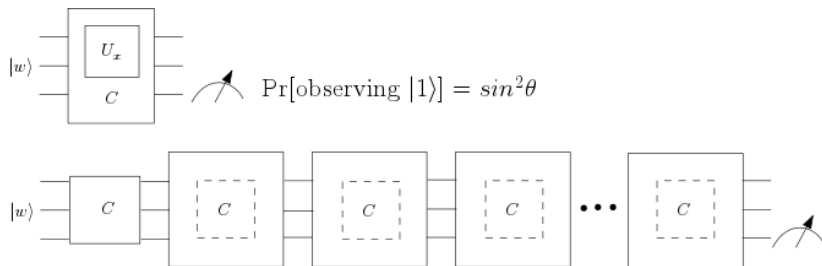 U_x
|w⟩
C
Pr[observing |1⟩] = sin²θ
|w⟩ C C C C ••• C